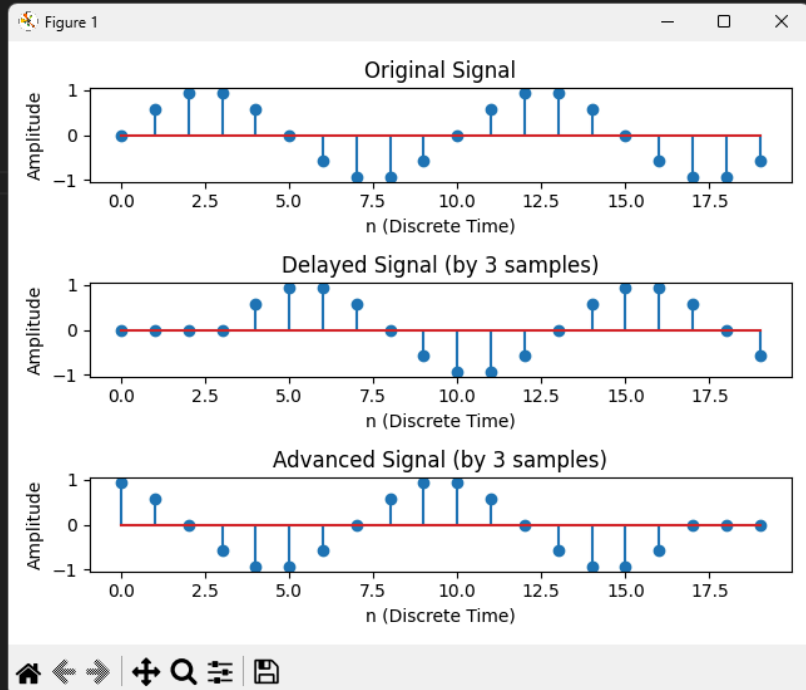 Figure 1
Original Signal
Amplitude
1
0
−1
0.0 2.5 5.0 7.5 10.0 12.5 15.0 17.5
n (Discrete Time)
Delayed Signal (by 3 samples)
Amplitude
1
0
−1
0.0 2.5 5.0 7.5 10.0 12.5 15.0 17.5
n (Discrete Time)
Advanced Signal (by 3 samples)
Amplitude
1
0
−1
0.0 2.5 5.0 7.5 10.0 12.5 15.0 17.5
n (Discrete Time)